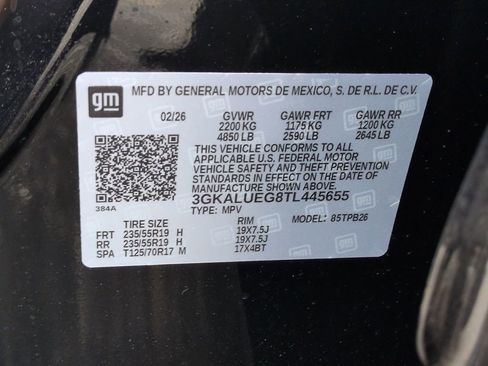 gm
MFD BY GENERAL MOTORS DE MEXICO, S. DE R.L. DE C.V.
02/26 GVWR GAWR FRT GAWR RR
2200 KG 1175 KG 1200 KG
4850 LB 2590 LB 2645 LB
THIS VEHICLE CONFORMS TO ALL
APPLICABLE U.S. FEDERAL MOTOR
VEHICLE SAFETY AND THEFT PREVENTION
STANDARDS IN EFFECT ON THE DATE
OF MANUFACTURE SHOWN ABOVE.
3GKALUEG8TL445655
384A
TYPE: MPV MODEL: 85TPB26
TIRE SIZE RIM
FRT 235/55R19 H 19X7.5J
RR 235/55R19 H 19X7.5J
SPA T125/70R17 M 17X4BT